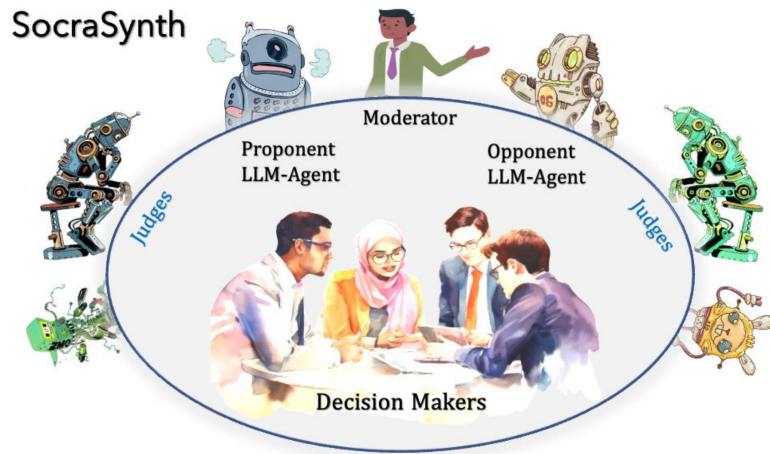 SocraSynth
Moderator
Proponent
LLM-Agent
Opponent
LLM-Agent
Judges
Judges
Decision Makers